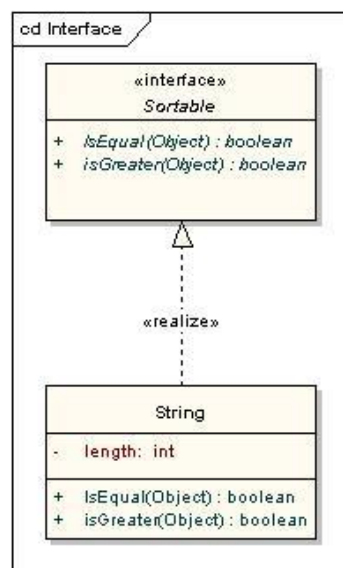 cd Interface
«interface»
Sortable
+ IsEqual(Object) : boolean
+ isGreater(Object) : boolean
«realize»
String
- length: int
+ IsEqual(Object) : boolean
+ isGreater(Object) : boolean